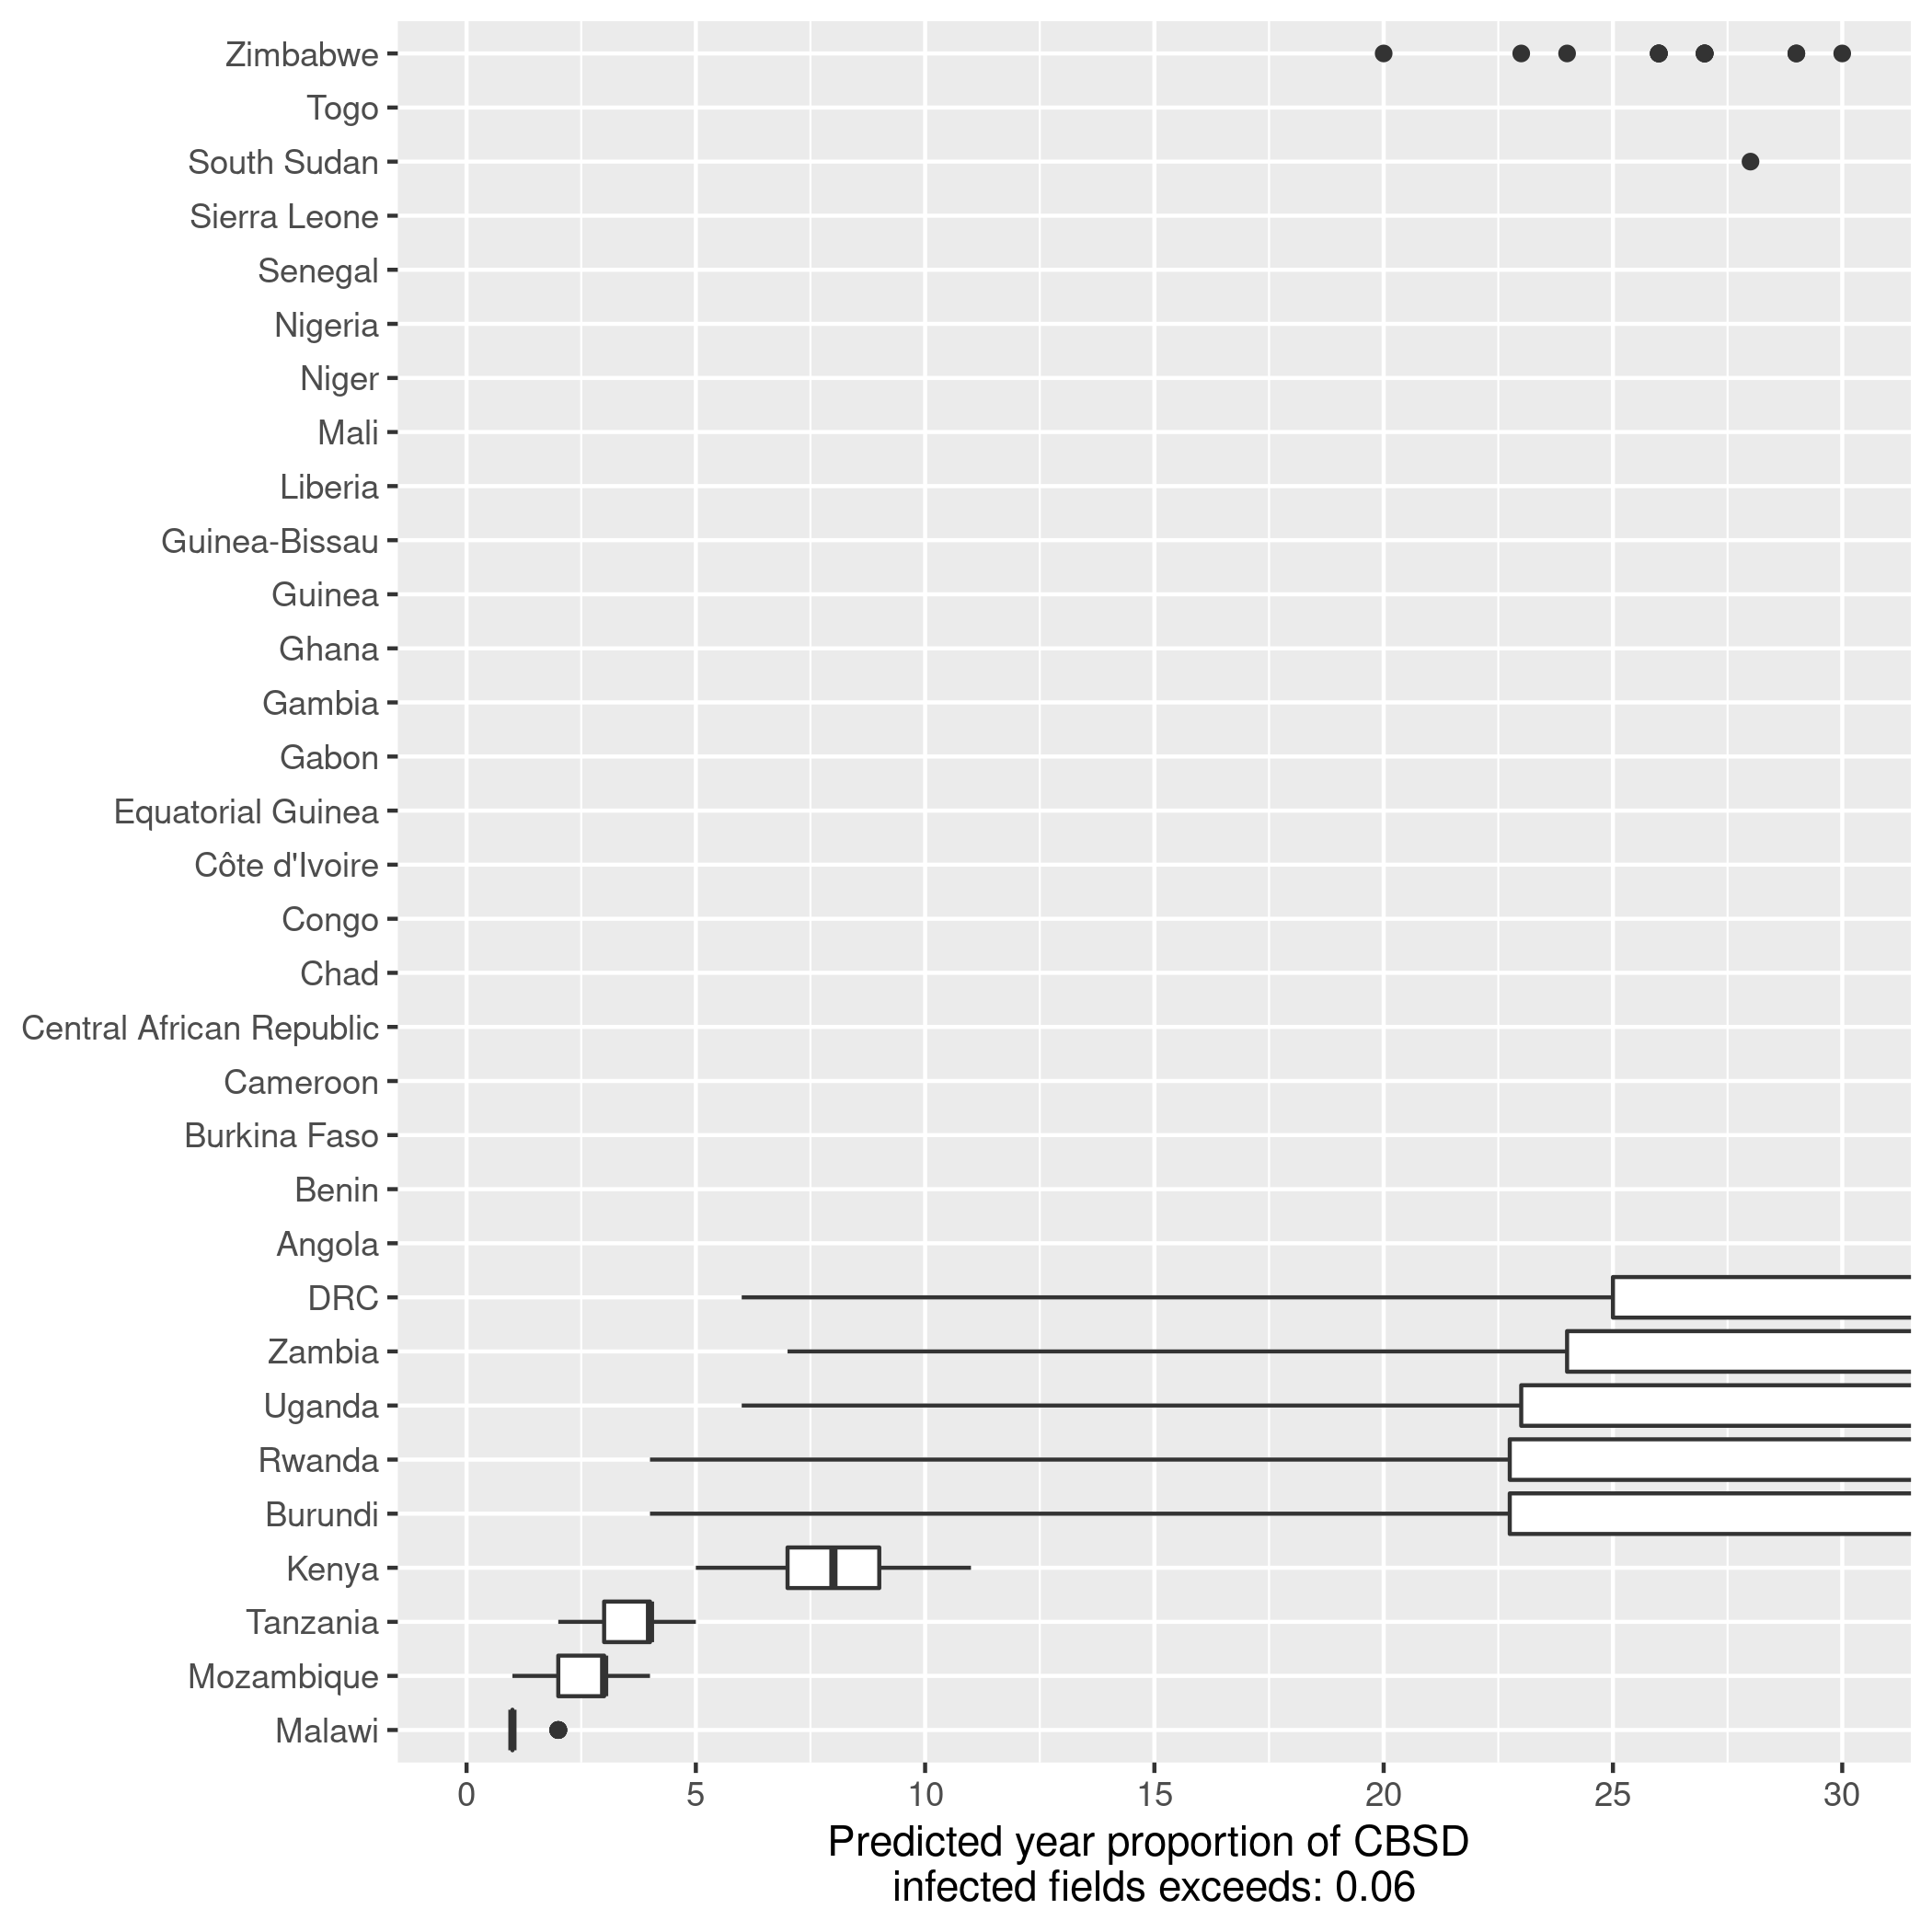 Zimbabwe
Togo
South Sudan
Sierra Leone
Senegal
Nigeria
Niger
Mali
Liberia
Guinea-Bissau
Guinea
Ghana
Gambia
Gabon
Equatorial Guinea
Côte d'Ivoire
Congo
Chad
Central African Republic
Cameroon
Burkina Faso
Benin
Angola
DRC
Zambia
Uganda
Rwanda
Burundi
Kenya
Tanzania
Mozambique
Malawi
0 5 10 15 20 25 30
Predicted year proportion of CBSD
infected fields exceeds: 0.06